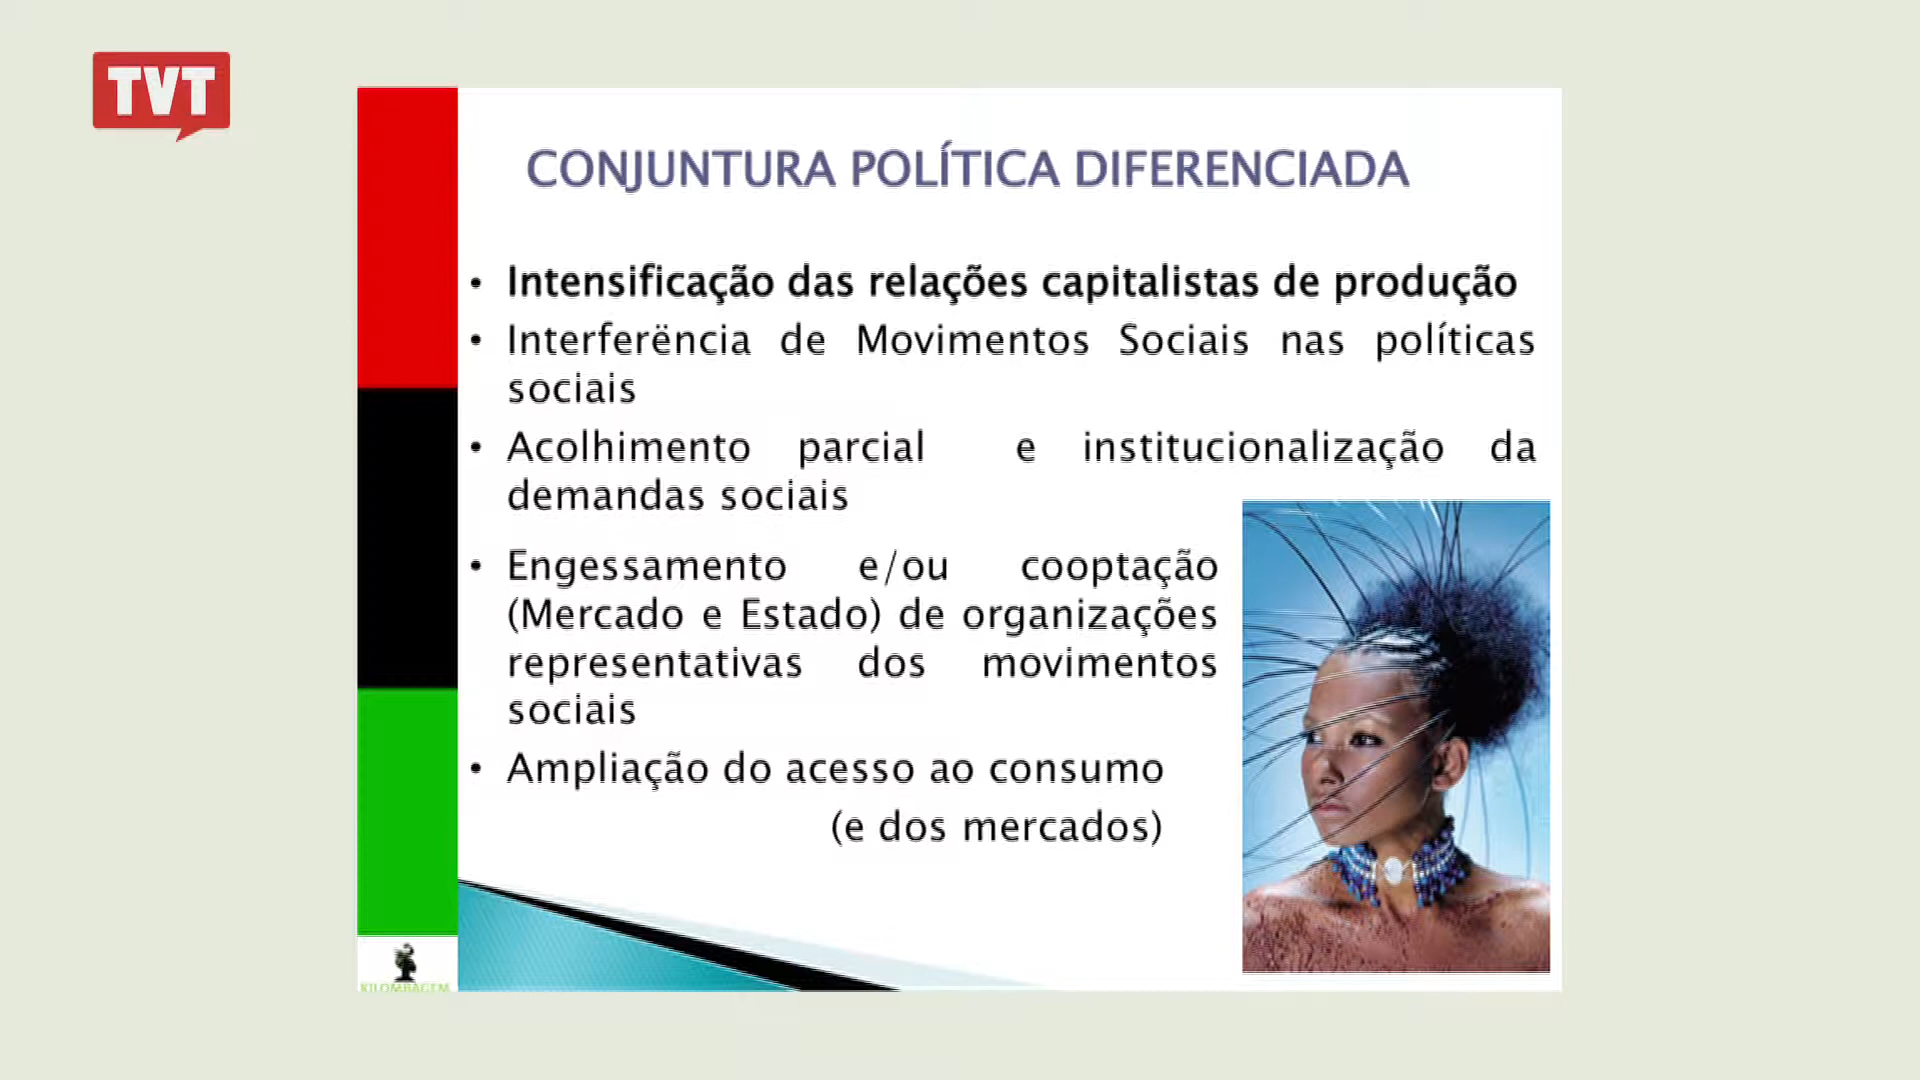 TVT
CONJUNTURA POLÍTICA DIFERENCIADA
• Intensificação das relações capitalistas de produção
• Interferëncia de Movimentos Sociais nas políticas
sociais
• Acolhimento parcial e institucionalização da
demandas sociais
• Engessamento e/ou cooptação
(Mercado e Estado) de organizações
representativas dos movimentos
sociais
• Ampliação do acesso ao consumo
(e dos mercados)
KILOMBAGEM